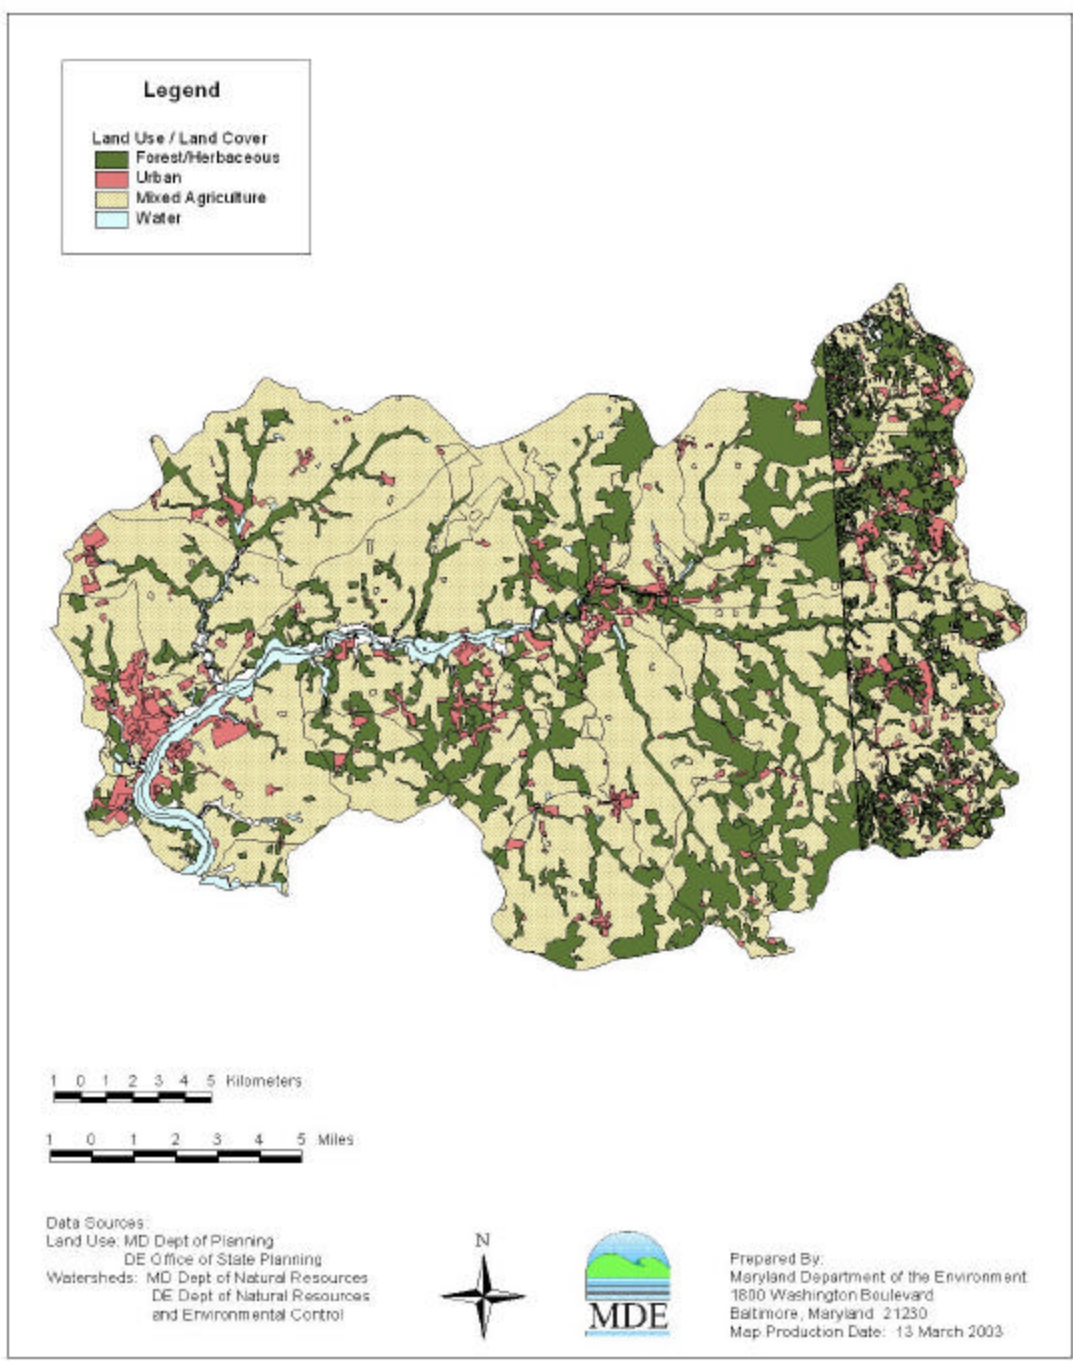 Legend
Land Use / Land Cover
Forest/Herbaceous
Urban
Mixed Agriculture
Water
1 0 1 2 3 4 5 Kilometers
1 0 1 2 3 4 5 Miles
Data Sources:
Land Use: MD Dept of Planning
DE Office of State Planning
Watersheds: MD Dept of Natural Resources
DE Dept of Natural Resources
and Environmental Control
N
MDE
Prepared By:
Maryland Department of the Environment
1800 Washington Boulevard
Baltimore, Maryland 21230
Map Production Date: 13 March 2003